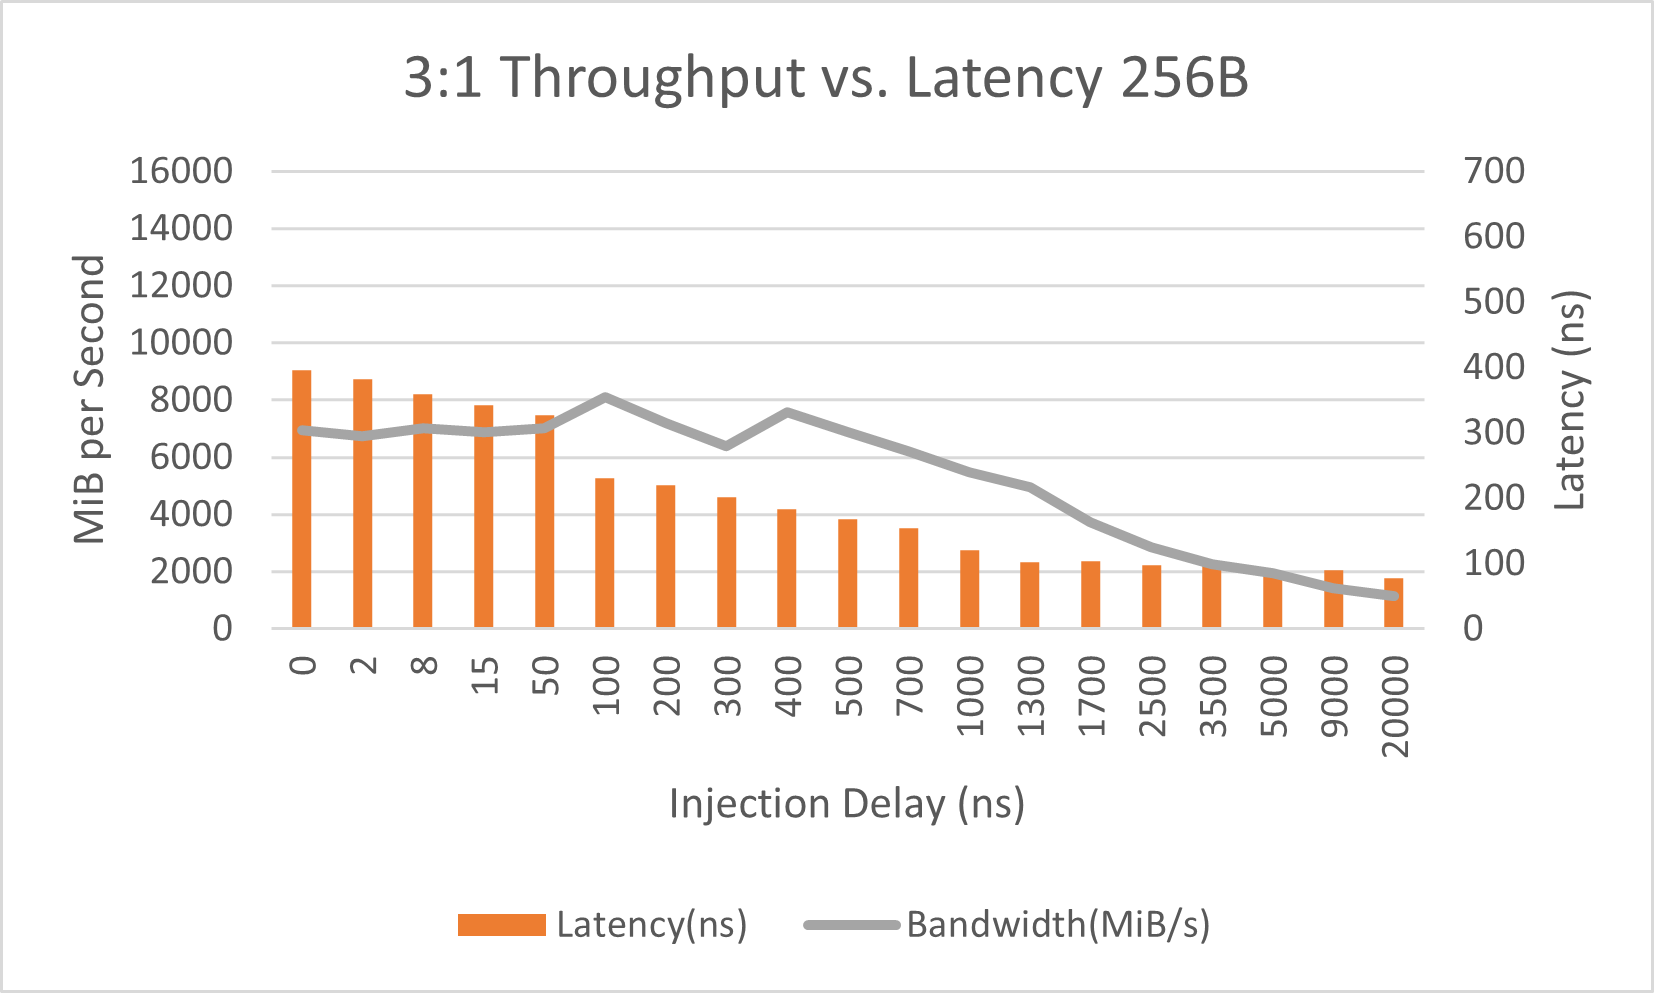 3:1 Throughput vs. Latency 256B
16000
14000
12000
10000
8000
6000
4000
2000
0
MiB per Second
700
600
500
400
300
200
100
0
Latency (ns)
0 2 8 15 50 100 200 300 400 500 700 1000 1300 1700 2500 3500 5000 9000 20000
Injection Delay (ns)
Latency(ns) Bandwidth(MiB/s)